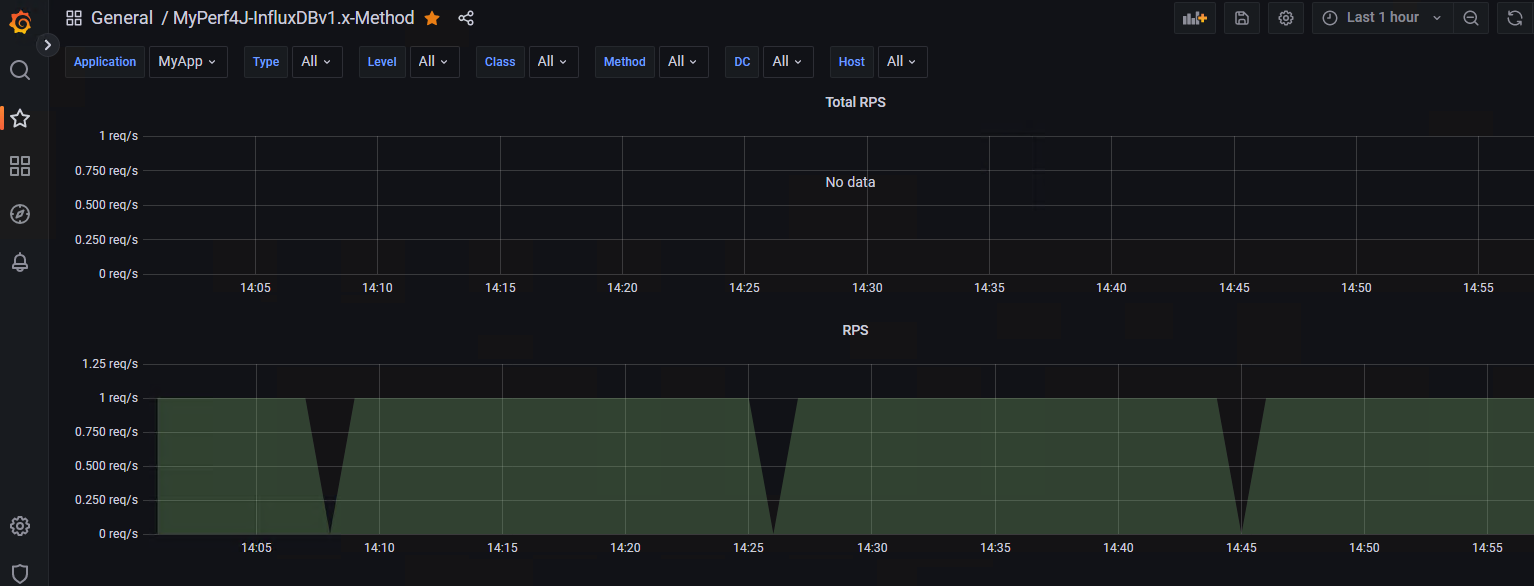 General / MyPerf4J-InfluxDBv1.x-Method Last 1 hour
Application MyApp Type All Level All Class All Method All DC All Host All
Total RPS
1 req/s
0.750 req/s
No data
0.500 req/s
0.250 req/s
0 req/s
14:05 14:10 14:15 14:20 14:25 14:30 14:35 14:40 14:45 14:50 14:55
RPS
1.25 req/s
1 req/s
0.750 req/s
0.500 req/s
0.250 req/s
0 req/s
14:05 14:10 14:15 14:20 14:25 14:30 14:35 14:40 14:45 14:50 14:55